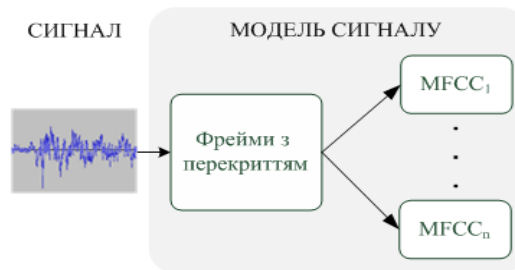 СИГНАЛ
МОДЕЛЬ СИГНАЛУ
Фрейми з
перекриттям
MFCC₁
MFCCₙ